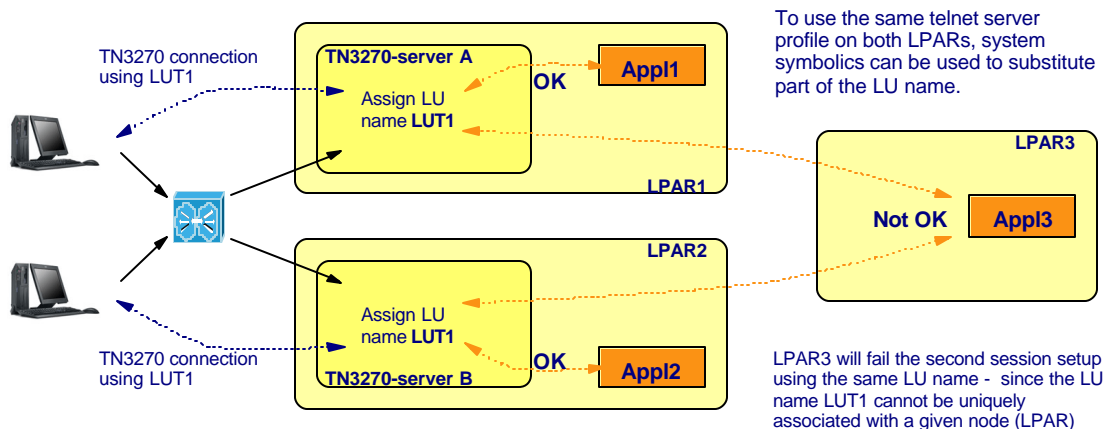 TN3270 connection
using LUT1
TN3270-server A
Assign LU
name LUT1
OK
Appl1
LPAR1
To use the same telnet server
profile on both LPARs, system
symbolics can be used to substitute
part of the LU name.
LPAR3
Not OK
Appl3
LPAR2
Assign LU
name LUT1
TN3270-server B
OK
Appl2
TN3270 connection
using LUT1
LPAR3 will fail the second session setup
using the same LU name - since the LU
name LUT1 cannot be uniquely
associated with a given node (LPAR)